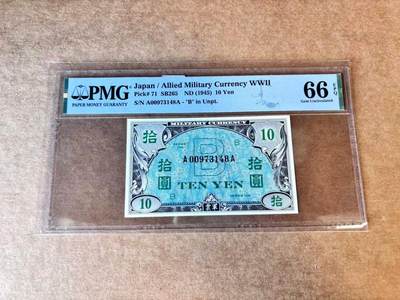 PMG
PAPER MONEY GUARANTY
Japan / Allied Military Currency WWII
Pick# 71 SB265 ND (1945) 10 Yen
S/N A00973148A - "B" in Unpt.
66 EPQ
Gem Uncirculated
MILITARY CURRENCY
10 拾 圓 B 拾 圓 10
A00973148A
TEN YEN
B
10 拾